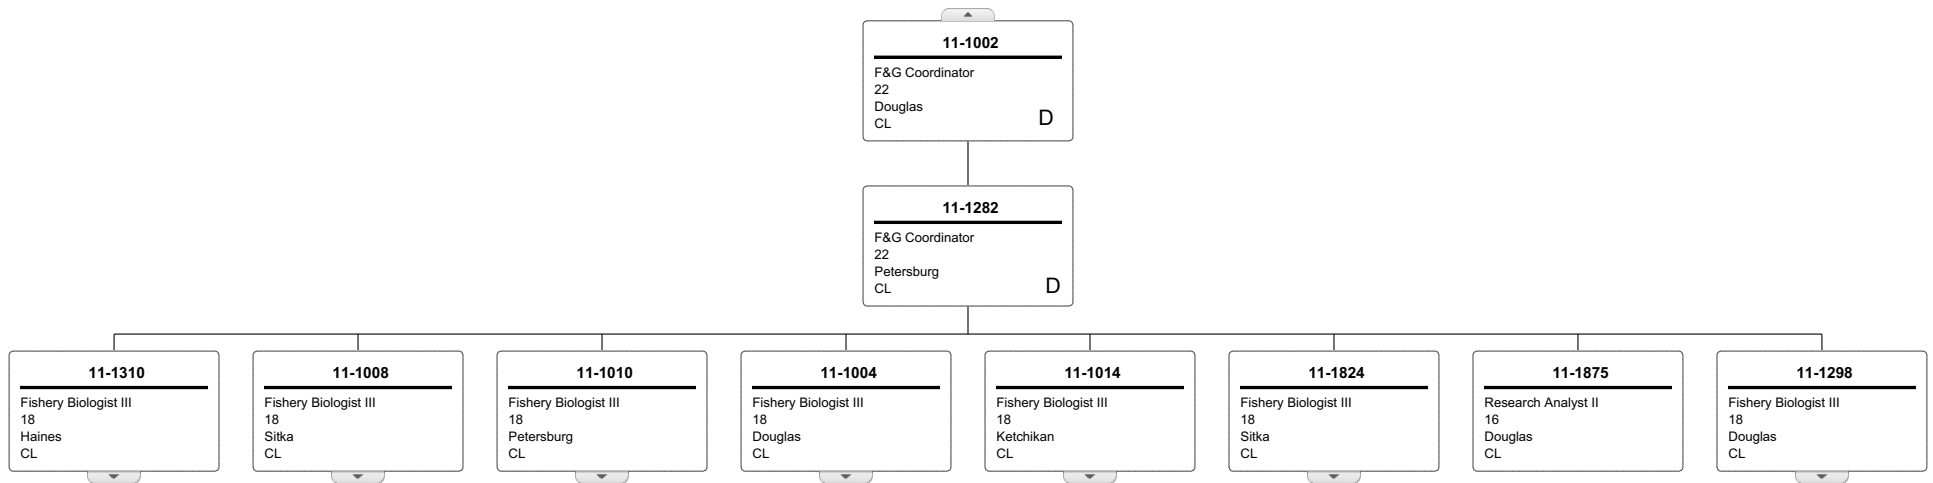 11-1002
F&G Coordinator
22
Douglas
CL
D
11-1282
F&G Coordinator
22
Petersburg
CL
D
11-1310
Fishery Biologist III
18
Haines
CL
11-1008
Fishery Biologist III
18
Sitka
CL
11-1010
Fishery Biologist III
18
Petersburg
CL
11-1004
Fishery Biologist III
18
Douglas
CL
11-1014
Fishery Biologist III
18
Ketchikan
CL
11-1824
Fishery Biologist III
18
Sitka
CL
11-1875
Research Analyst II
16
Douglas
CL
11-1298
Fishery Biologist III
18
Douglas
CL